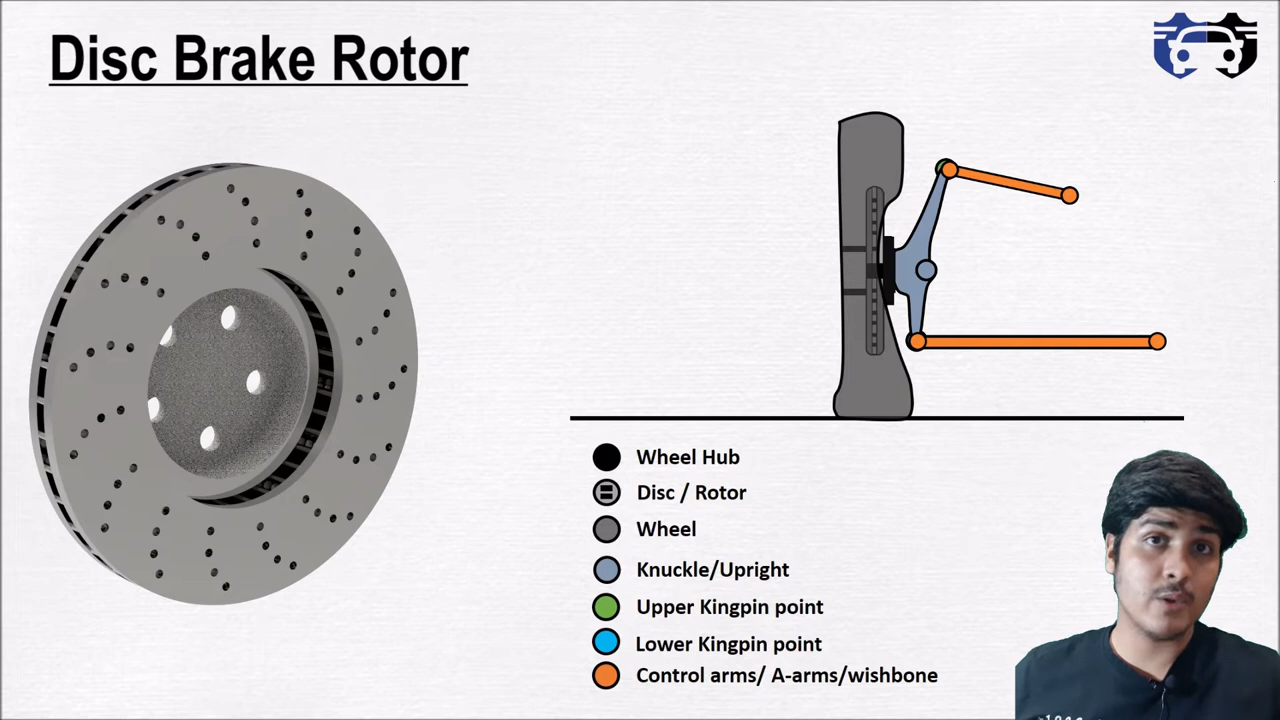 Disc Brake Rotor
Wheel Hub
Disc / Rotor
Wheel
Knuckle/Upright
Upper Kingpin point
Lower Kingpin point
Control arms/ A-arms/wishbone